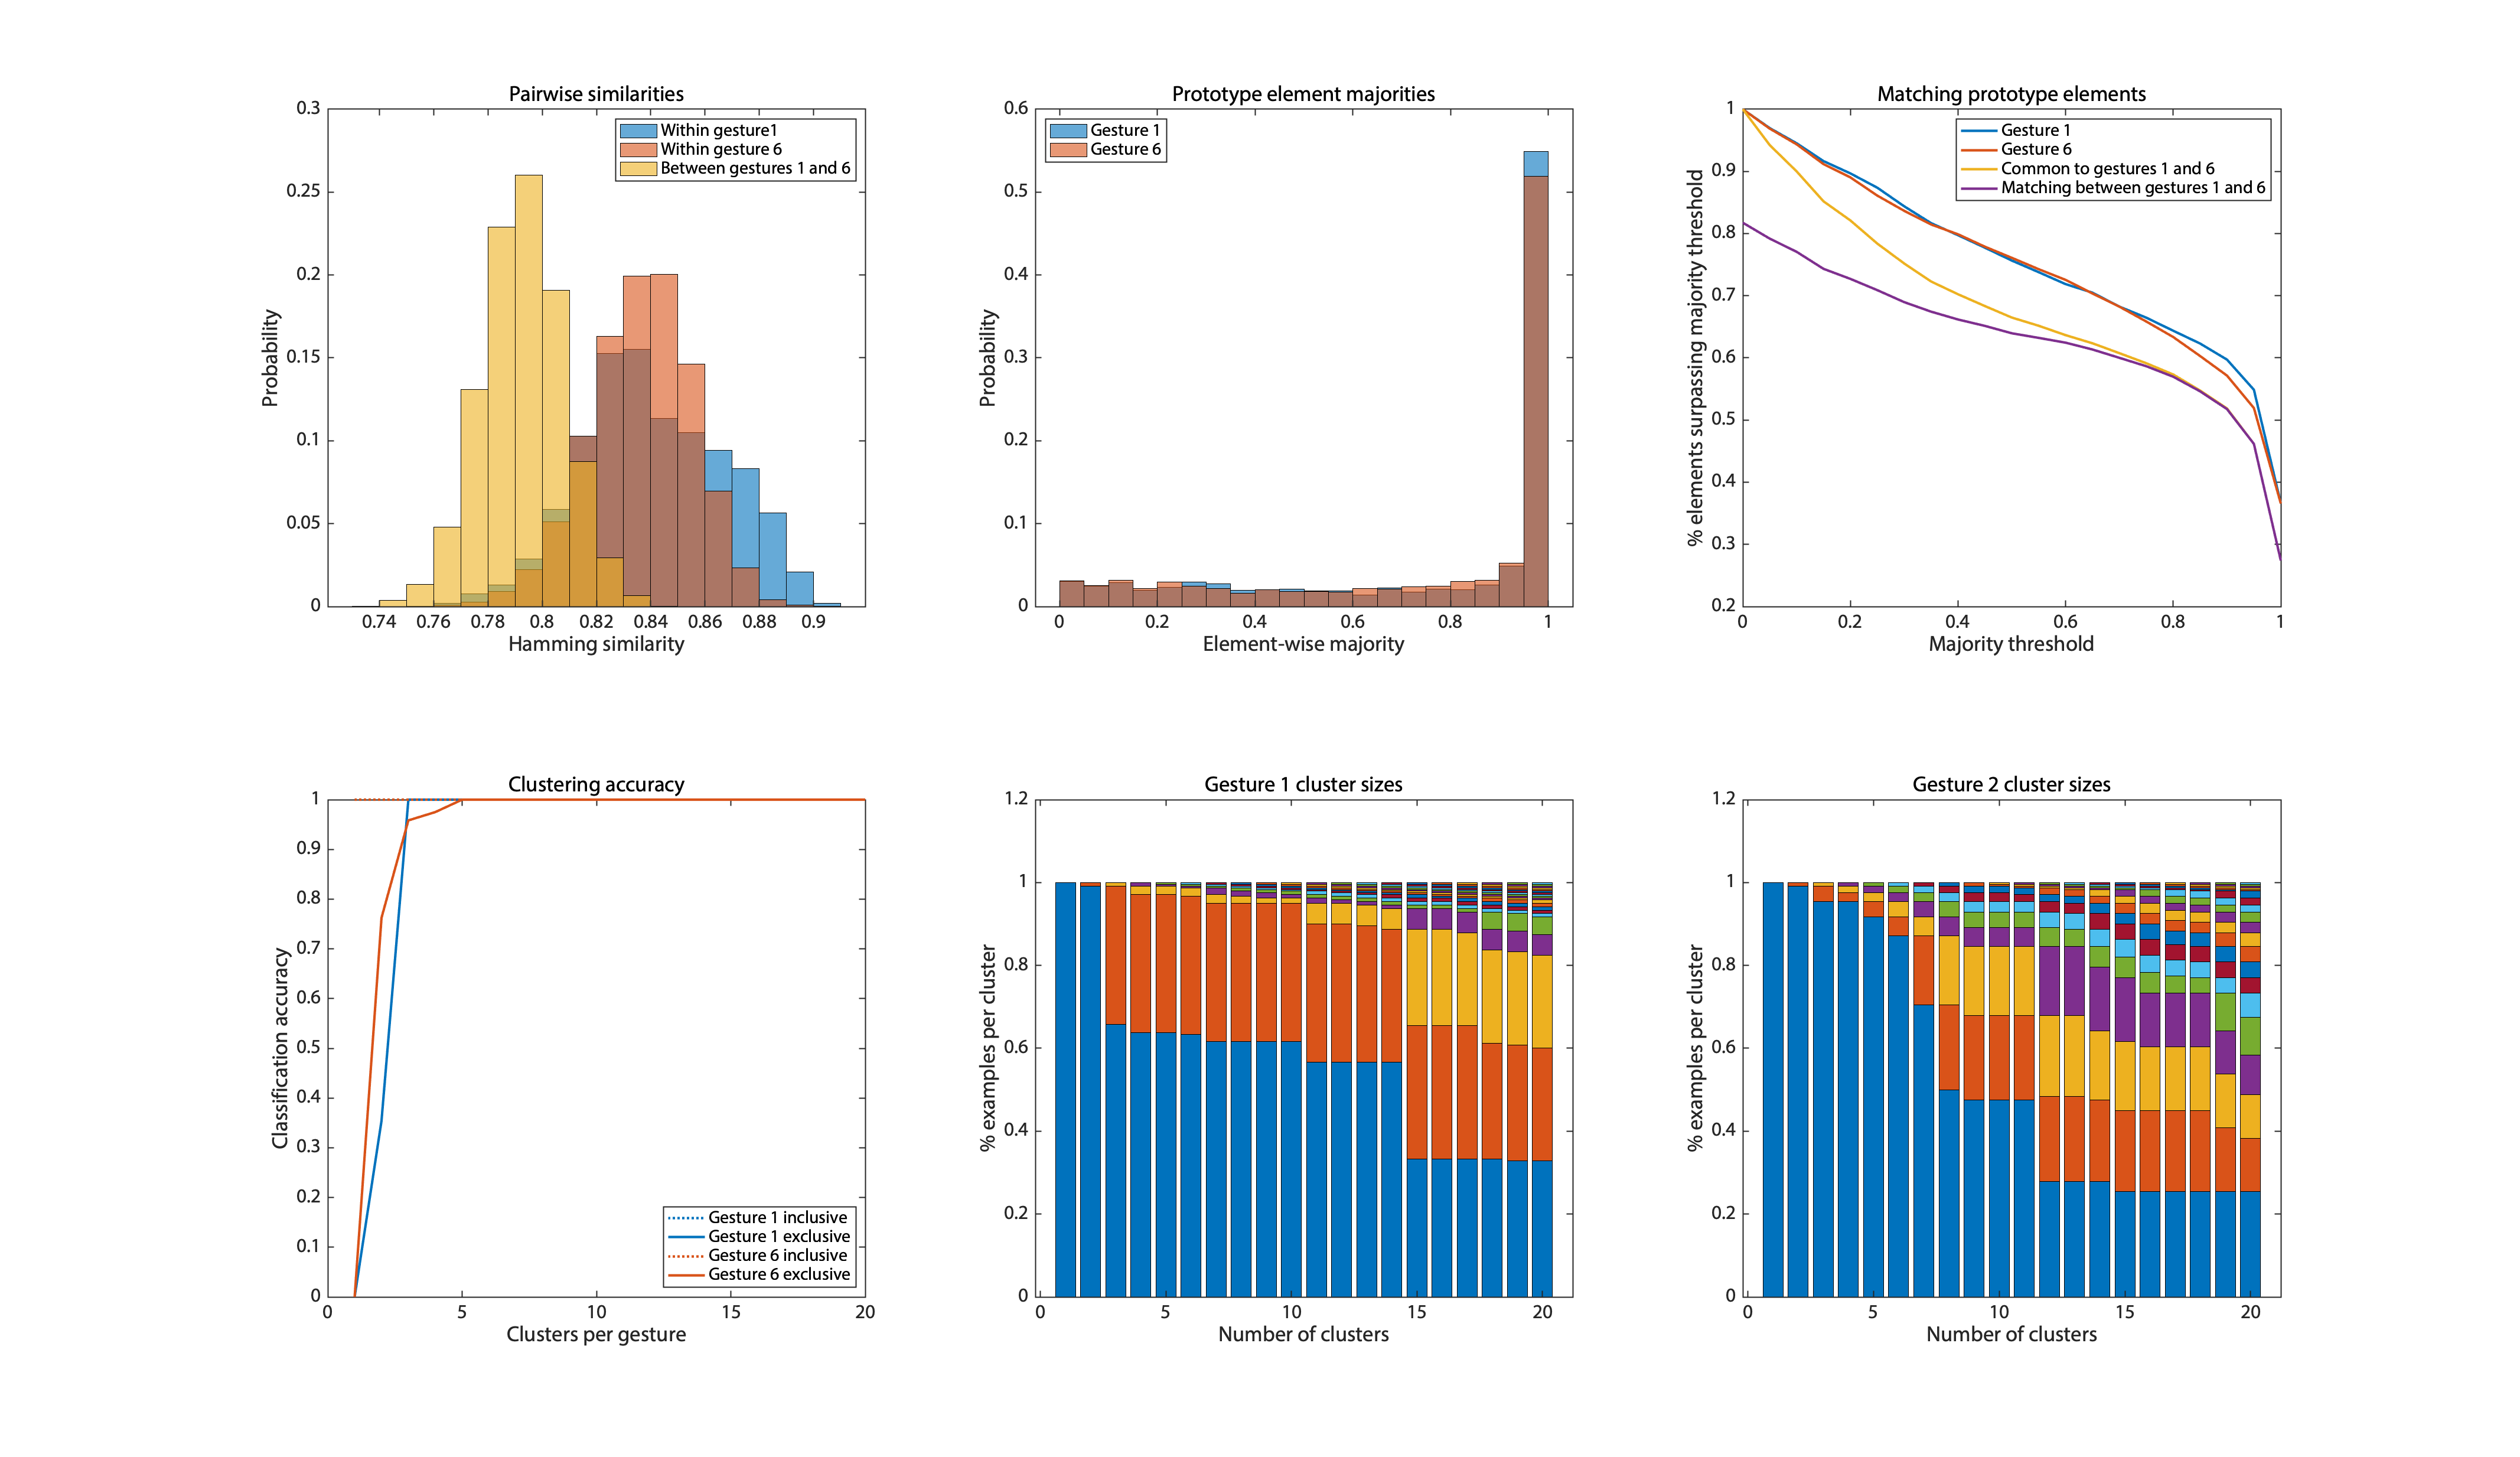 Pairwise similarities
0.3
0.25
0.2
0.15
0.1
0.05
0
Probability
Within gesture1
Within gesture 6
Between gestures 1 and 6
0.74 0.76 0.78 0.8 0.82 0.84 0.86 0.88 0.9
Hamming similarity
Prototype element majorities
0.6
0.5
0.4
0.3
0.2
0.1
0
Probability
Gesture 1
Gesture 6
0 0.2 0.4 0.6 0.8 1
Element-wise majority
Matching prototype elements
1
0.9
0.8
0.7
0.6
0.5
0.4
0.3
0.2
% elements surpassing majority threshold
Gesture 1
Gesture 6
Common to gestures 1 and 6
Matching between gestures 1 and 6
0 0.2 0.4 0.6 0.8 1
Majority threshold
Clustering accuracy
1
0.9
0.8
0.7
0.6
0.5
0.4
0.3
0.2
0.1
0
Classification accuracy
Gesture 1 inclusive
Gesture 1 exclusive
Gesture 6 inclusive
Gesture 6 exclusive
0 5 10 15 20
Clusters per gesture
Gesture 1 cluster sizes
1.2
1
0.8
0.6
0.4
0.2
0
% examples per cluster
0 5 10 15 20
Number of clusters
Gesture 2 cluster sizes
1.2
1
0.8
0.6
0.4
0.2
0
% examples per cluster
0 5 10 15 20
Number of clusters